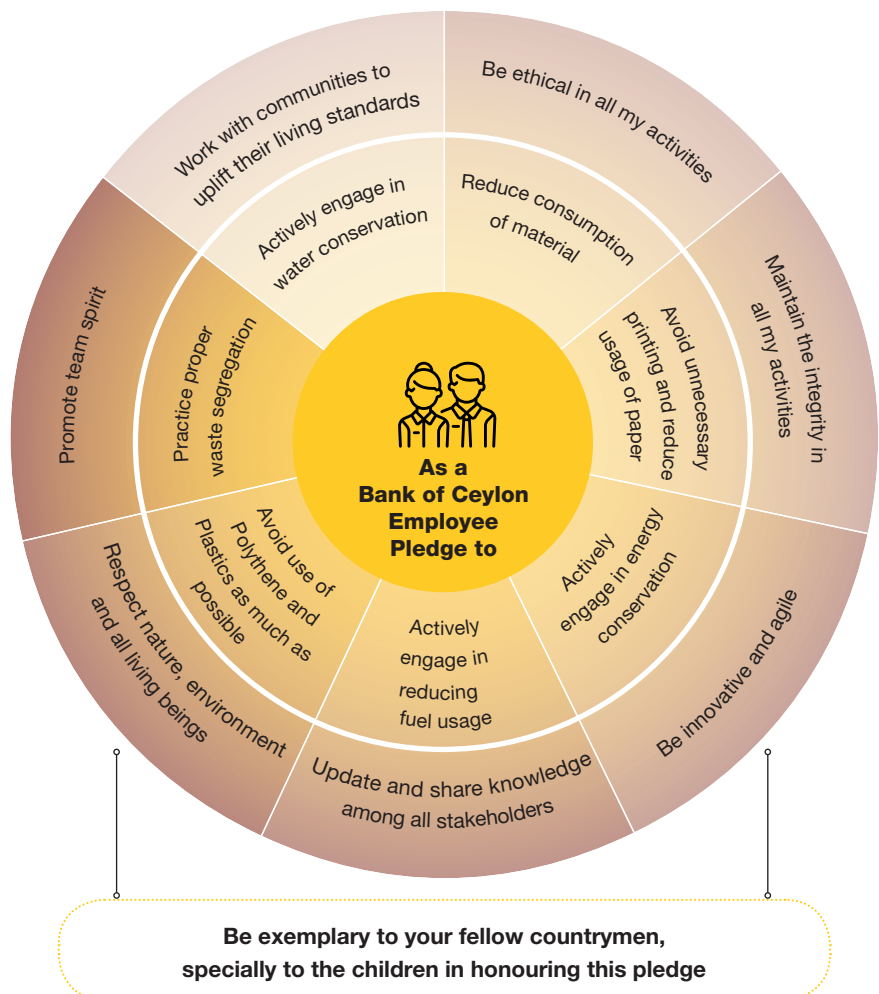 Work with communities to
uplift their living standards
Be ethical in all my activities
Maintain the integrity in
all my activities
Be innovative and agile
Update and share knowledge
among all stakeholders
Respect nature, environment
and all living beings
Promote team spirit
Actively engage in
water conservation
Reduce consumption
of material
Avoid unnecessary
printing and reduce
usage of paper
Actively
engage in energy
conservation
Actively
engage in
reducing
fuel usage
Avoid use of
Polythene and
Plastics as much as
possible
Practice proper
waste segregation
As a
Bank of Ceylon
Employee
Pledge to
Be exemplary to your fellow countrymen,
specially to the children in honouring this pledge